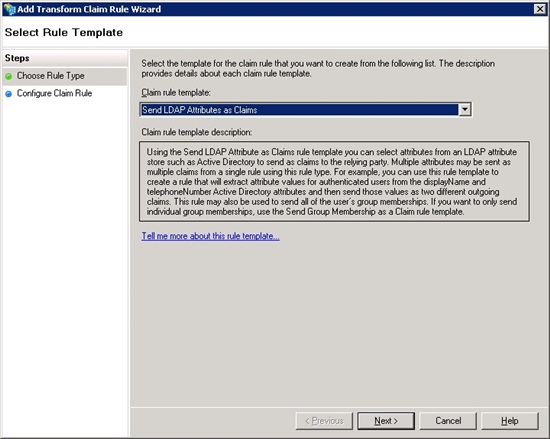 Add Transform Claim Rule Wizard
Select Rule Template
Steps
Choose Rule Type
Configure Claim Rule
Select the template for the claim rule that you want to create from the following list. The description
provides details about each claim rule template.
Claim rule template:
Send LDAP Attributes as Claims
Claim rule template description:
Using the Send LDAP Attribute as Claims rule template you can select attributes from an LDAP attribute
store such as Active Directory to send as claims to the relying party. Multiple attributes may be sent as
multiple claims from a single rule using this rule type. For example, you can use this rule template to
create a rule that will extract attribute values for authenticated users from the displayName and
telephoneNumber Active Directory attributes and then send those values as two different outgoing
claims. This rule may also be used to send all of the user's group memberships. If you want to only send
individual group memberships, use the Send Group Membership as a Claim rule template.
Tell me more about this rule template...
< Previous
Next >
Cancel
Help